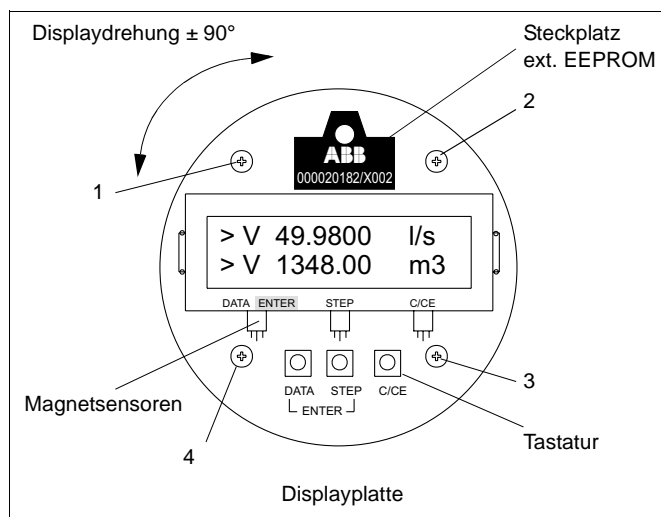 Displaydrehung ± 90°
Steckplatz
ext. EEPROM
1
2
ABB
000020182/X002
> V 49.9800 l/s
> V 1348.00 m3
DATA ENTER STEP C/CE
DATA STEP C/CE
ENTER
Magnetsensoren
4
3
Tastatur
Displayplatte